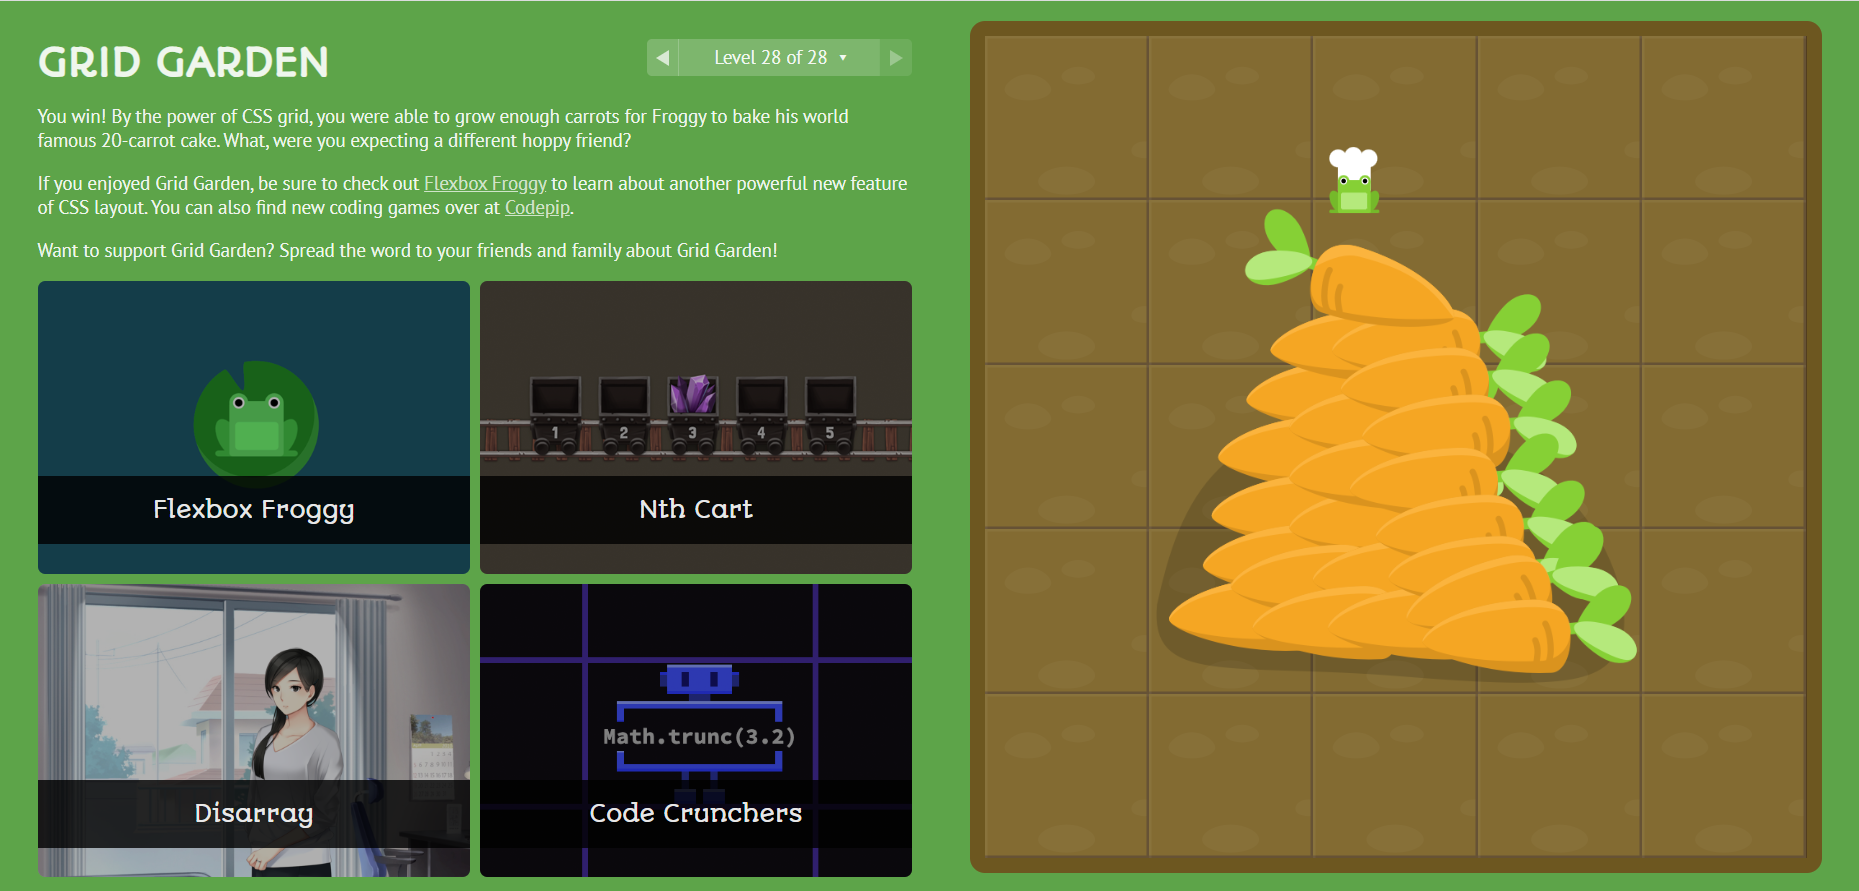 GRID GARDEN
Level 28 of 28
You win! By the power of CSS grid, you were able to grow enough carrots for Froggy to bake his world
famous 20-carrot cake. What, were you expecting a different hoppy friend?
If you enjoyed Grid Garden, be sure to check out Flexbox Froggy to learn about another powerful new feature
of CSS layout. You can also find new coding games over at Codepip.
Want to support Grid Garden? Spread the word to your friends and family about Grid Garden!
Flexbox Froggy
1 2 3 4 5
Nth Cart
Disarray
Math.trunc(3.2)
Code Crunchers